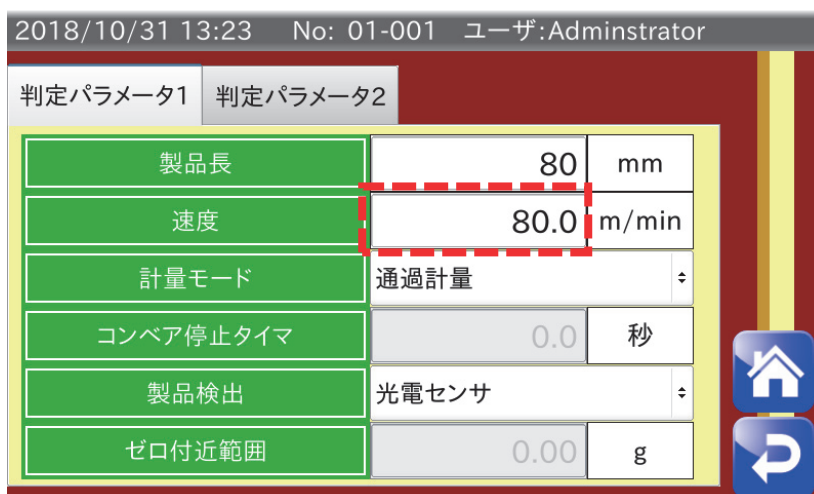 2018/10/31 13:23 No: 01-001 ユーザ:Adminstrator
判定パラメータ1 判定パラメータ2
製品長 80 mm
速度 80.0 m/min
計量モード 通過計量
コンベア停止タイマ 0.0 秒
製品検出 光電センサ
ゼロ付近範囲 0.00 g